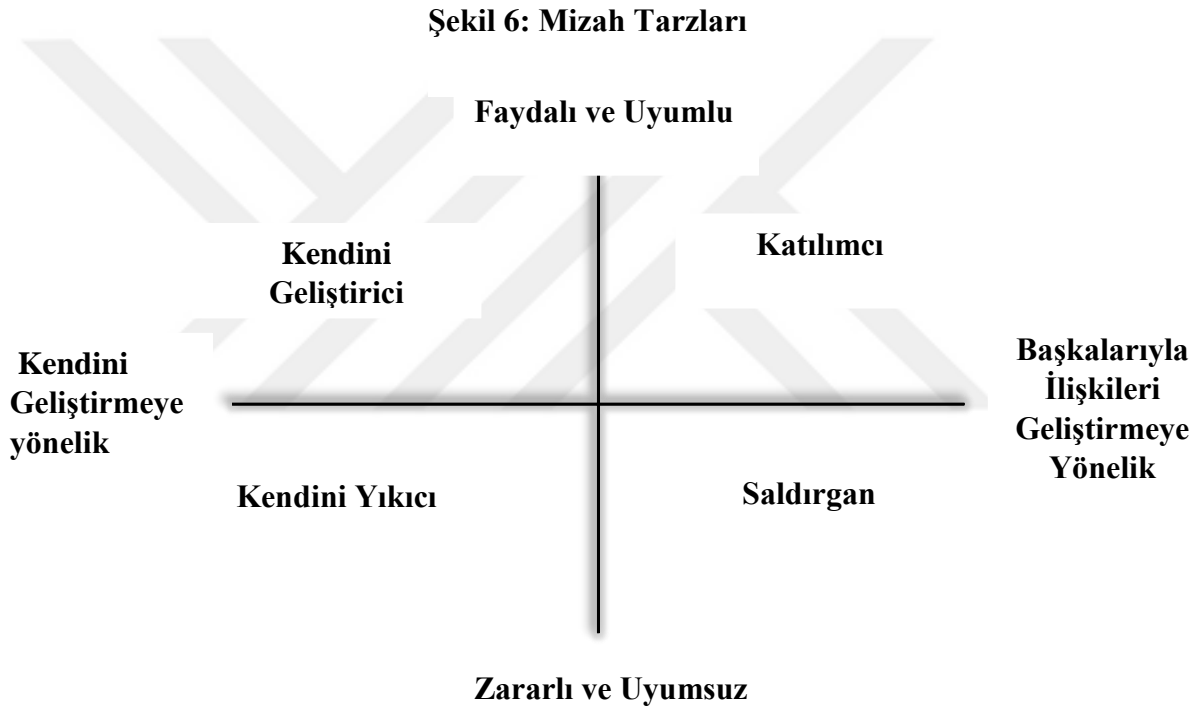 Şekil 6: Mizah Tarzları
Faydalı ve Uyumlu
Kendini
Geliştirici
Katılımcı
Kendini
Geliştirmeye
yönelik
Başkalarıyla
İlişkileri
Geliştirmeye
Yönelik
Kendini Yıkıcı
Saldırgan
Zararlı ve Uyumsuz